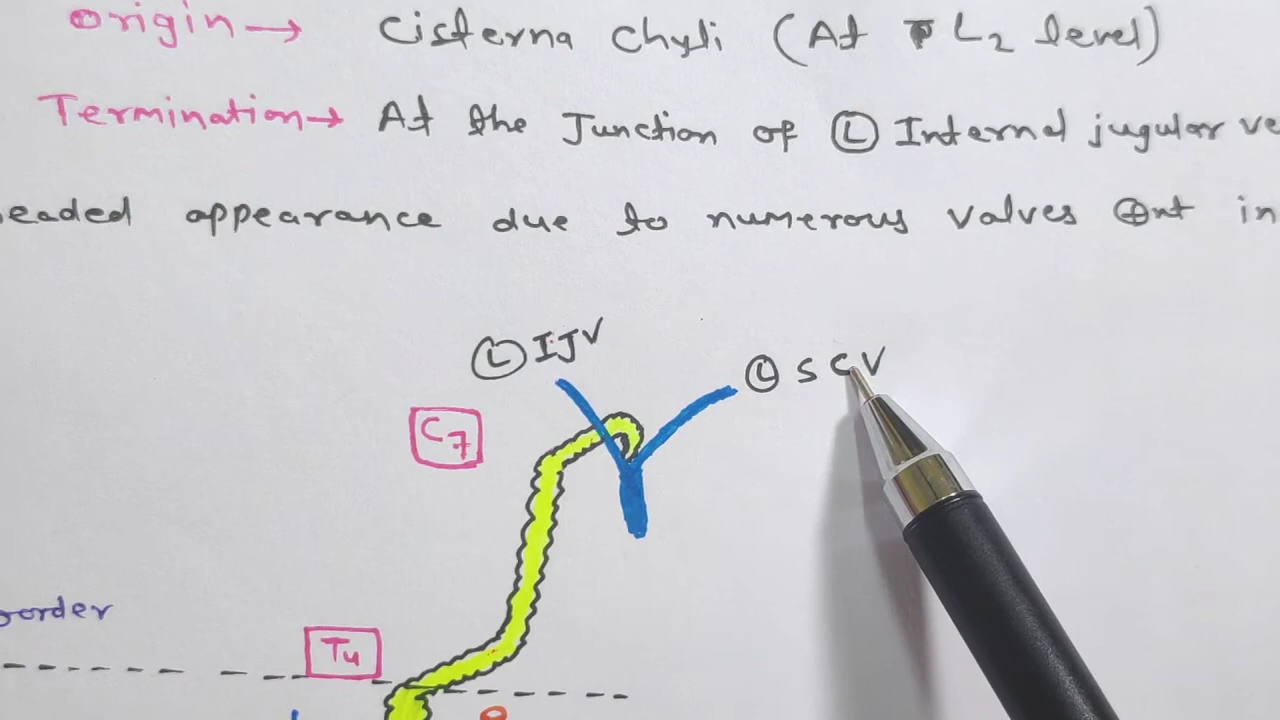 Origin → Cisterna Chyli (At L2 level)
Termination → At the Junction of Ⓛ Internal jugular ve
eaded appearance due to numerous valves ⊕nt in
Ⓛ IJV
Ⓛ SCV
C7
order
T4